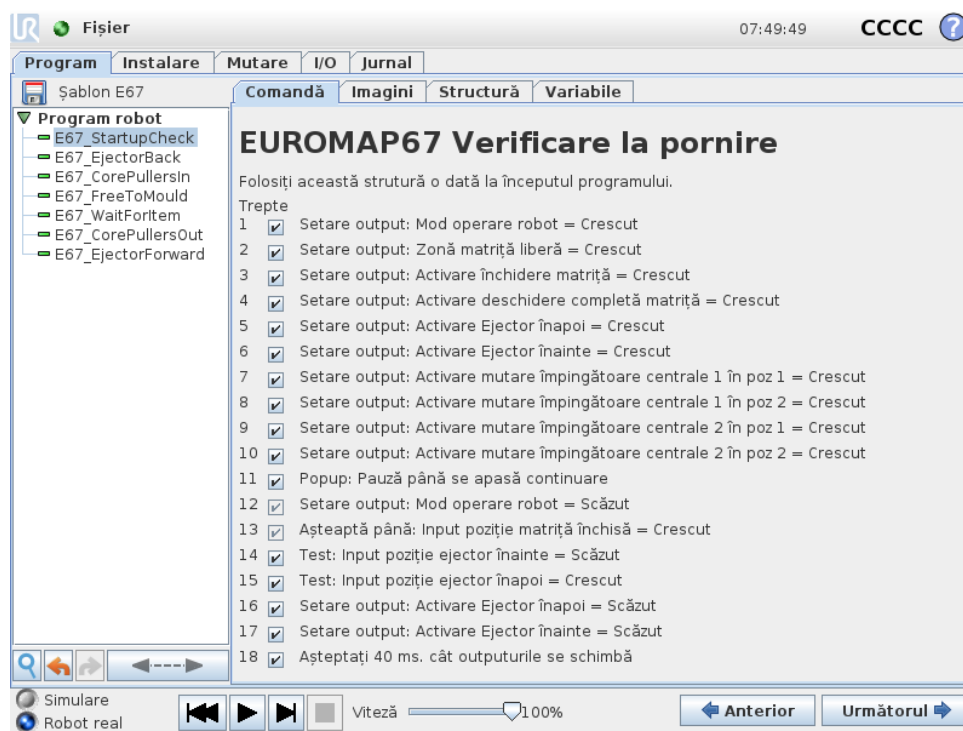 UR Fișier 07:49:49 CCCC ?
Program Instalare Mutare I/O Jurnal
Șablon E67
Comandă Imagini Structură Variabile
Program robot
E67_StartupCheck
E67_EjectorBack
E67_CorePullersIn
E67_FreeToMould
E67_WaitForItem
E67_CorePullersOut
E67_EjectorForward
EUROMAP67 Verificare la pornire
Folosiți această strutură o dată la începutul programului.
Trepte
1 Setare output: Mod operare robot = Crescut
2 Setare output: Zonă matriță liberă = Crescut
3 Setare output: Activare închidere matriță = Crescut
4 Setare output: Activare deschidere completă matriță = Crescut
5 Setare output: Activare Ejector înapoi = Crescut
6 Setare output: Activare Ejector înainte = Crescut
7 Setare output: Activare mutare împingătoare centrale 1 în poz 1 = Crescut
8 Setare output: Activare mutare împingătoare centrale 1 în poz 2 = Crescut
9 Setare output: Activare mutare împingătoare centrale 2 în poz 1 = Crescut
10 Setare output: Activare mutare împingătoare centrale 2 în poz 2 = Crescut
11 Popup: Pauză până se apasă continuare
12 Setare output: Mod operare robot = Scăzut
13 Așteaptă până: Input poziție matriță închisă = Crescut
14 Test: Input poziție ejector înainte = Scăzut
15 Test: Input poziție ejector înapoi = Crescut
16 Setare output: Activare Ejector înapoi = Scăzut
17 Setare output: Activare Ejector înainte = Scăzut
18 Așteptați 40 ms. cât outputurile se schimbă
Simulare
Robot real
Viteză 100%
Anterior Următorul